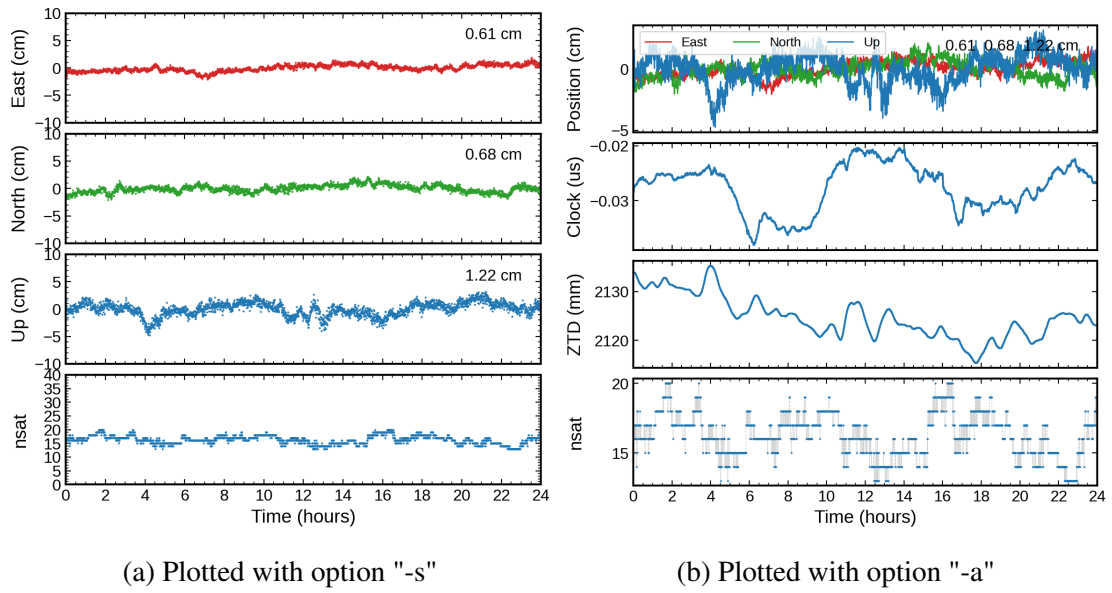 10
5
0
−5
−10
East (cm)
0.61 cm
10
5
0
−5
−10
North (cm)
0.68 cm
10
5
0
−5
−10
Up (cm)
1.22 cm
40
35
30
25
20
15
10
5
0
nsat
0 2 4 6 8 10 12 14 16 18 20 22 24
Time (hours)
(a) Plotted with option "-s"
East North Up
0.61 0.68 1.22 cm
0
−5
Position (cm)
−0.02
−0.03
Clock (us)
2130
2120
ZTD (mm)
20
15
nsat
0 2 4 6 8 10 12 14 16 18 20 22 24
Time (hours)
(b) Plotted with option "-a"